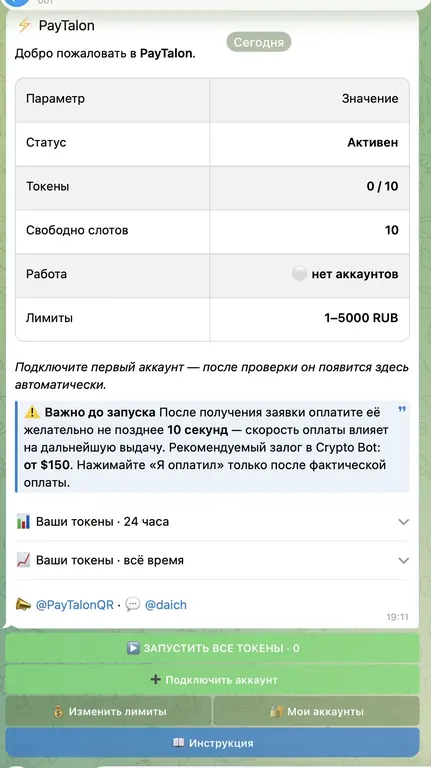 ⚡ PayTalon
Сегодня
Добро пожаловать в PayTalon.
Параметр Значение
Статус Активен
Токены 0 / 10
Свободно слотов 10
Работа ⚪ нет аккаунтов
Лимиты 1–5000 RUB
Подключите первый аккаунт — после проверки он появится здесь
автоматически.
⚠️ Важно до запуска После получения заявки оплатите её
желательно не позднее 10 секунд — скорость оплаты влияет
на дальнейшую выдачу. Рекомендуемый залог в Crypto Bot:
от $150. Нажимайте «Я оплатил» только после фактической
оплаты.
📊 Ваши токены · 24 часа
📈 Ваши токены · всё время
📣 @PayTalonQR · 💬 @daich
19:11
▶️ ЗАПУСТИТЬ ВСЕ ТОКЕНЫ · 0
➕ Подключить аккаунт
💰 Изменить лимиты 🔐 Мои аккаунты
📖 Инструкция